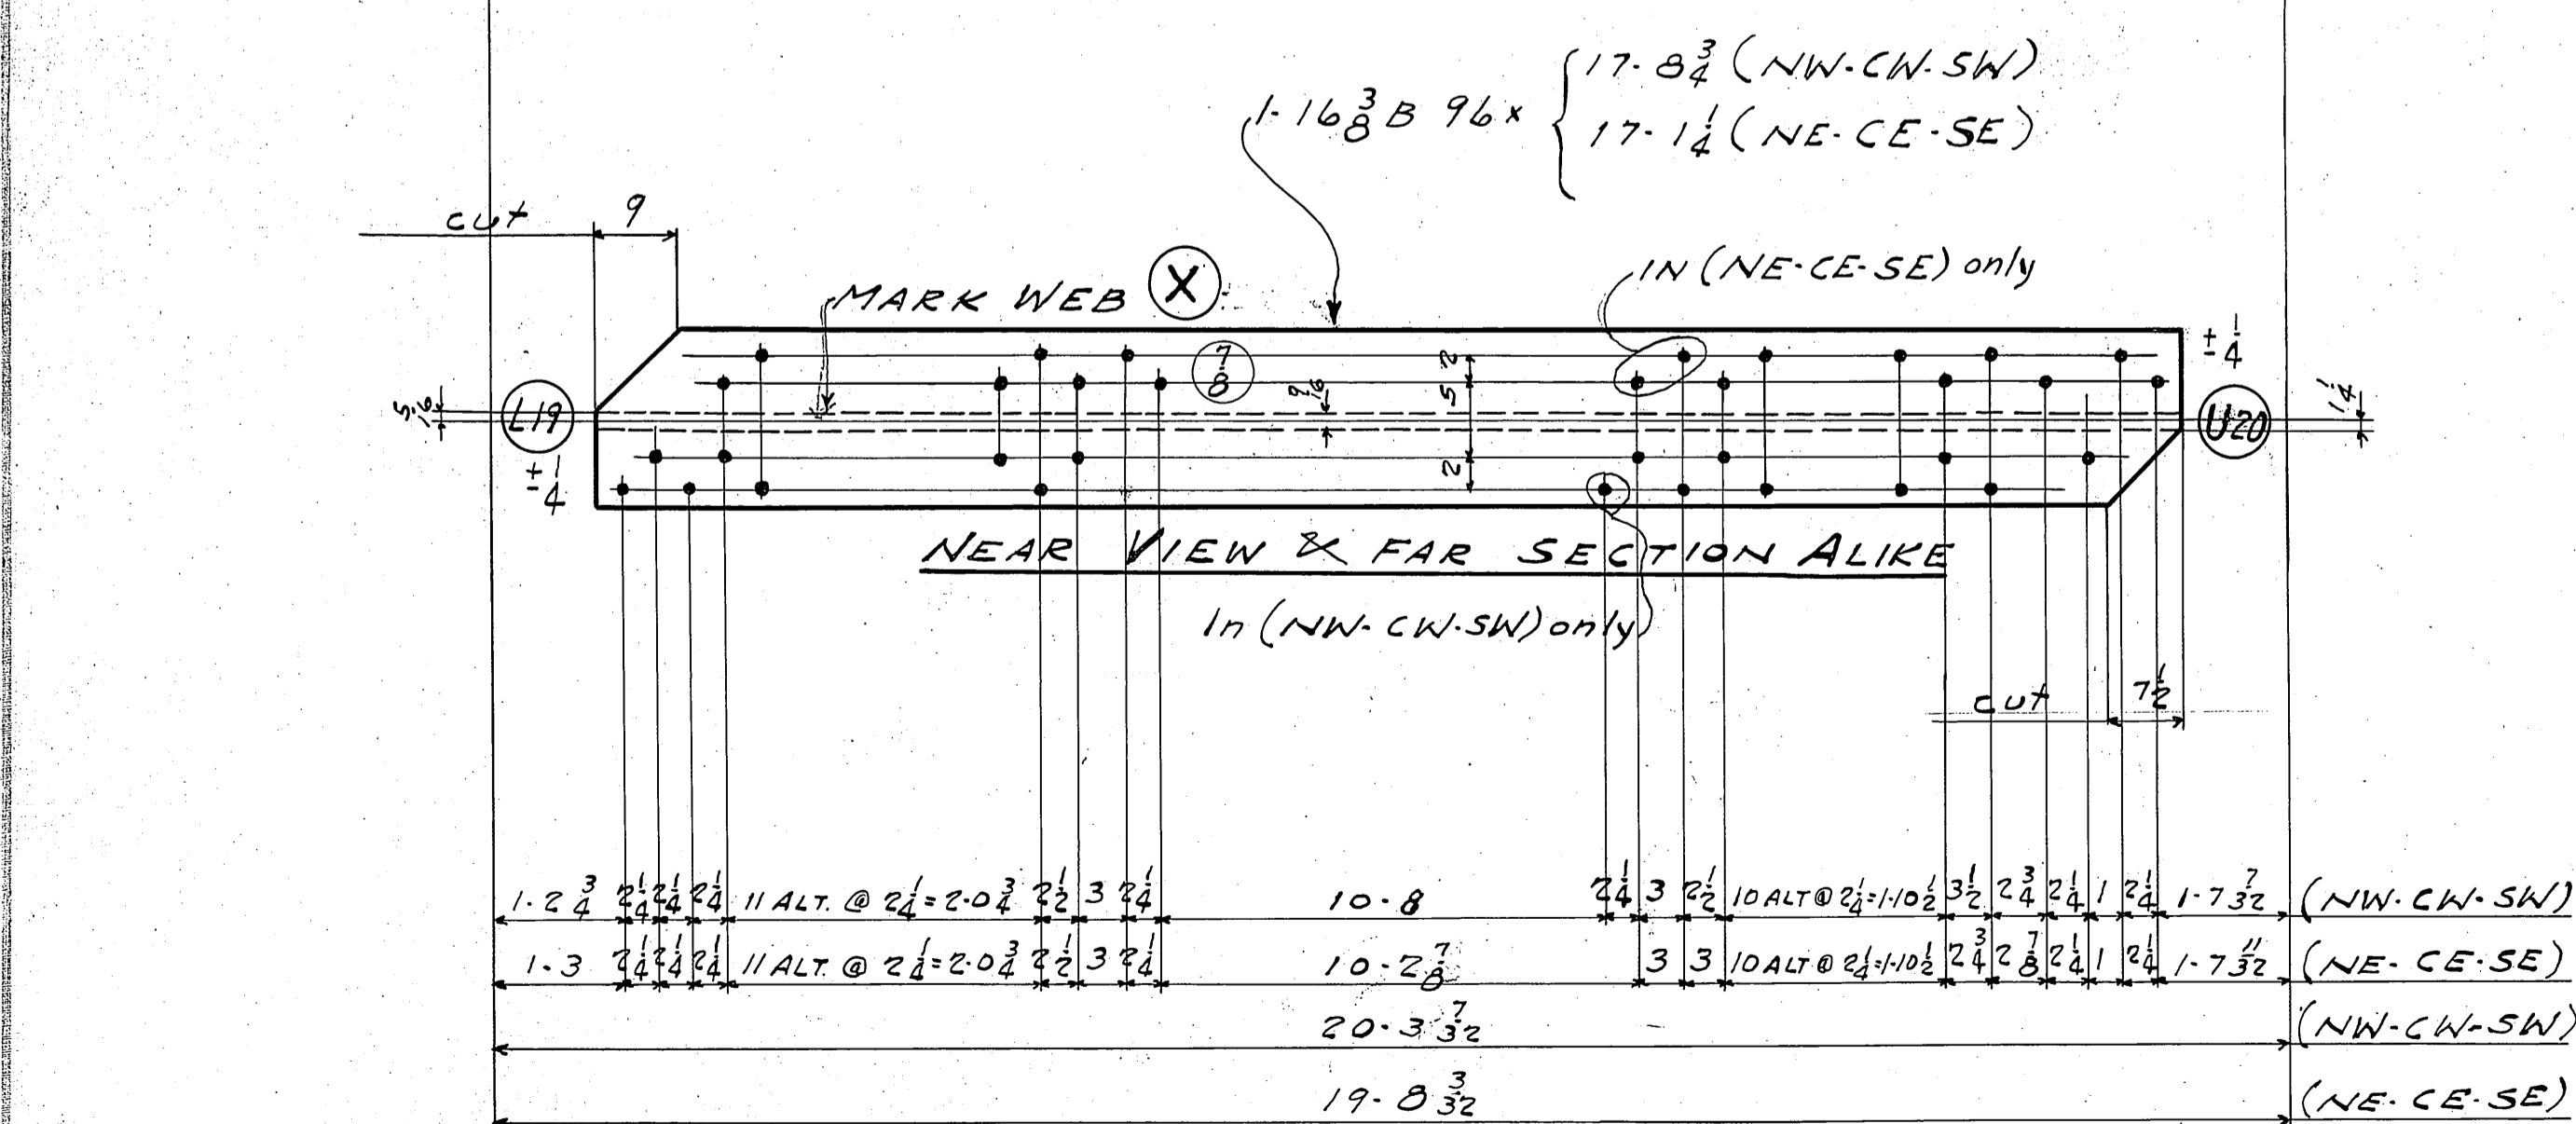 1-16 3/8 B 96 x
17-8 3/4 (NW-CW-SW)
17-1 1/4 (NE-CE-SE)
cut 9
MARK WEB X
IN (NE-CE-SE) only
± 1/4
7/8
2
5
2
9/16
5/16
L19
± 1/4
U20
1/4
NEAR VIEW & FAR SECTION ALIKE
In (NW-CW-SW) only
cut 7 1/2
1-2 3/4 2 1/4 2 1/4 2 1/4 11 ALT. @ 2 1/4 = 2-0 3/4 2 1/2 3 2 1/4 10-8 2 1/4 3 2 1/2 10 ALT @ 2 1/4 = 1-10 1/2 3 1/2 2 3/4 2 1/4 1 2 1/4 1-7 7/32 (NW-CW-SW)
1-3 2 1/4 2 1/4 2 1/4 11 ALT. @ 2 1/4 = 2-0 3/4 2 1/2 3 2 1/4 10-2 7/8 3 3 10 ALT @ 2 1/4 = 1-10 1/2 2 3/4 2 7/8 2 1/4 1 2 1/4 1-7 11/32 (NE-CE-SE)
20-3 7/32 (NW-CW-SW)
19-8 3/32 (NE-CE-SE)